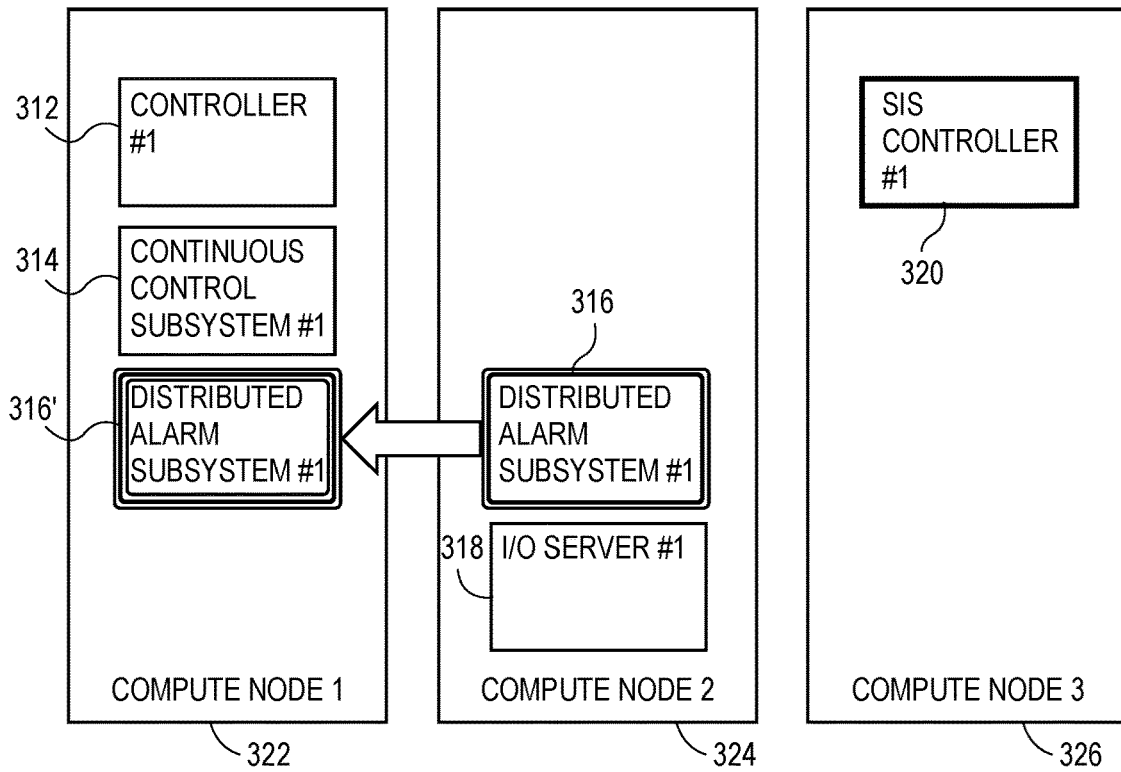 312
CONTROLLER
#1
314
CONTINUOUS
CONTROL
SUBSYSTEM #1
316'
DISTRIBUTED
ALARM
SUBSYSTEM #1
COMPUTE NODE 1
322
316
DISTRIBUTED
ALARM
SUBSYSTEM #1
318
I/O SERVER #1
COMPUTE NODE 2
324
SIS
CONTROLLER
#1
320
COMPUTE NODE 3
326